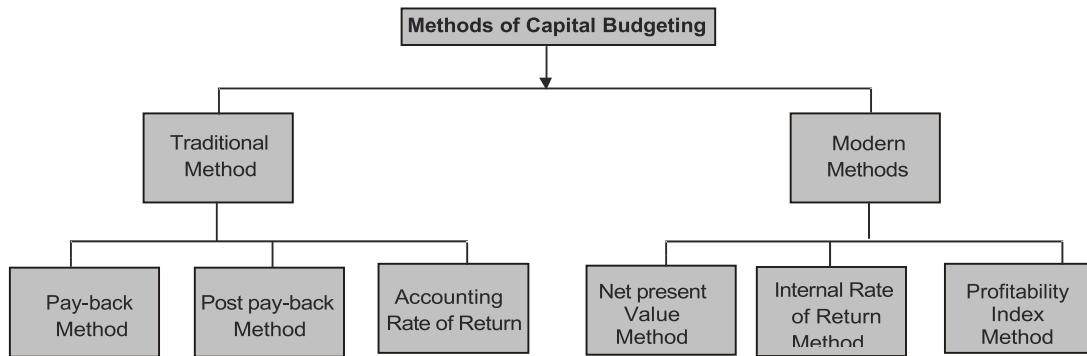 Methods of Capital Budgeting
Traditional
Method
Modern
Methods
Pay-back
Method
Post pay-back
Method
Accounting
Rate of Return
Net present
Value
Method
Internal Rate
of Return
Method
Profitability
Index
Method